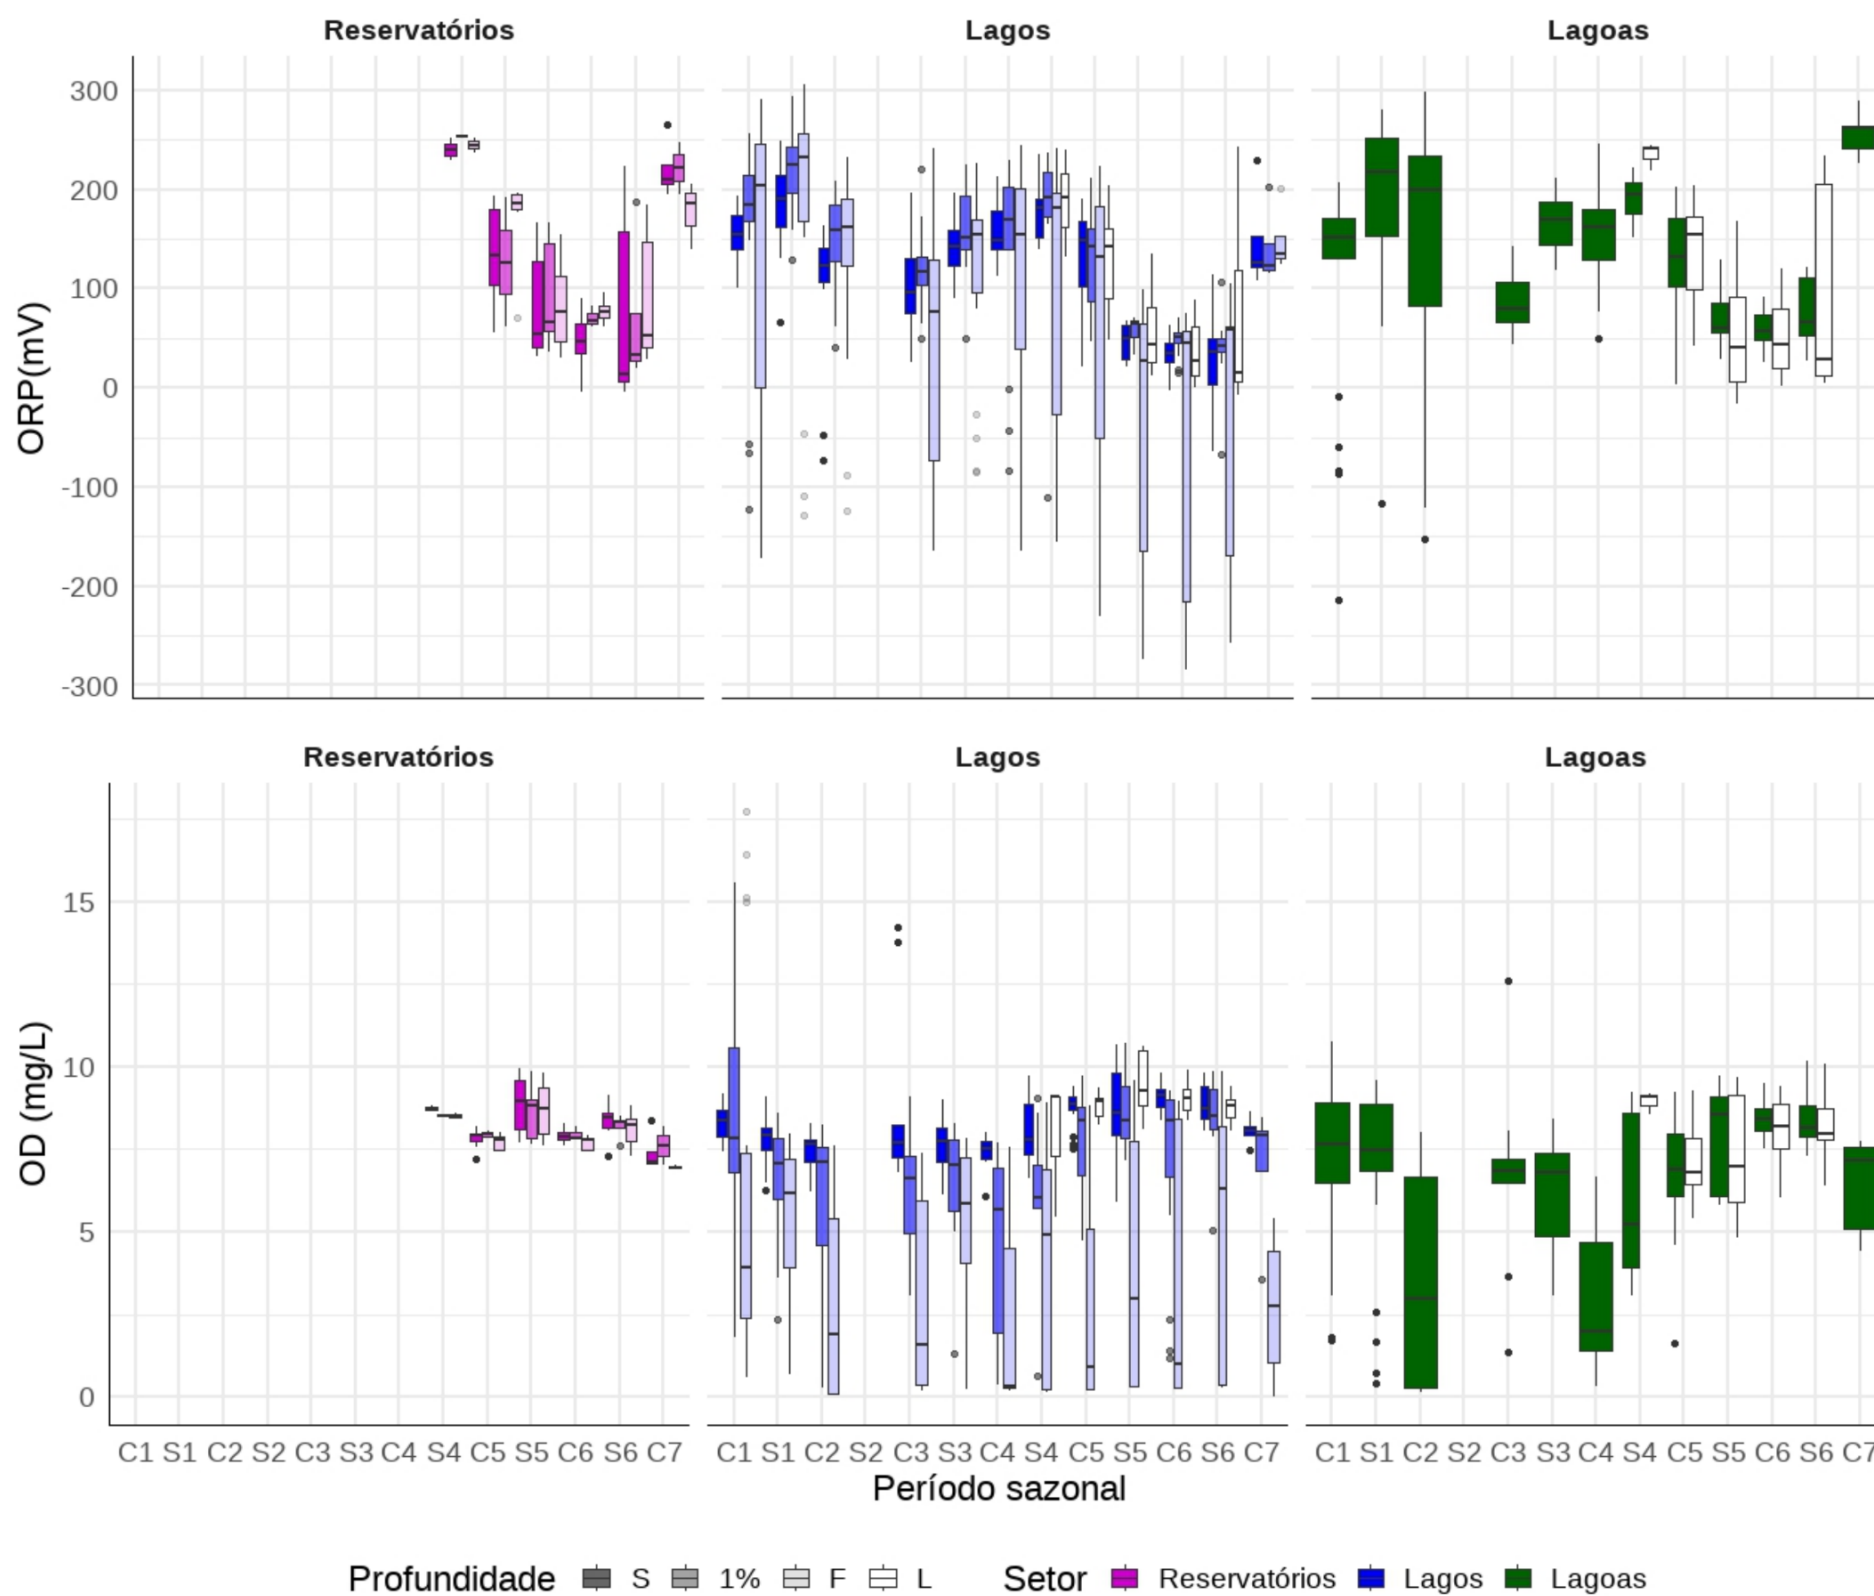 Reservatórios Lagos Lagoas
300
200
100
0
-100
-200
-300
ORP(mV)
Reservatórios Lagos Lagoas
15
10
5
0
OD (mg/L)
C1 S1 C2 S2 C3 S3 C4 S4 C5 S5 C6 S6 C7 C1 S1 C2 S2 C3 S3 C4 S4 C5 S5 C6 S6 C7 C1 S1 C2 S2 C3 S3 C4 S4 C5 S5 C6 S6 C7
Período sazonal
Profundidade S 1% F L Setor Reservatórios Lagos Lagoas